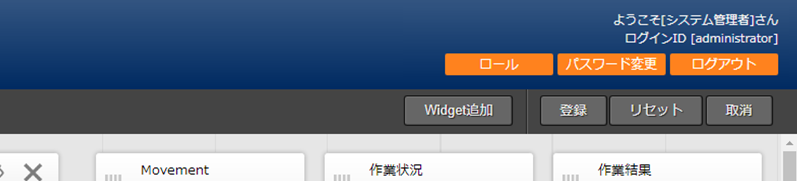 ようこそ[システム管理者]さん
ログインID [administrator]
ロール パスワード変更 ログアウト
Widget追加 登録 リセット 取消
Movement 作業状況 作業結果